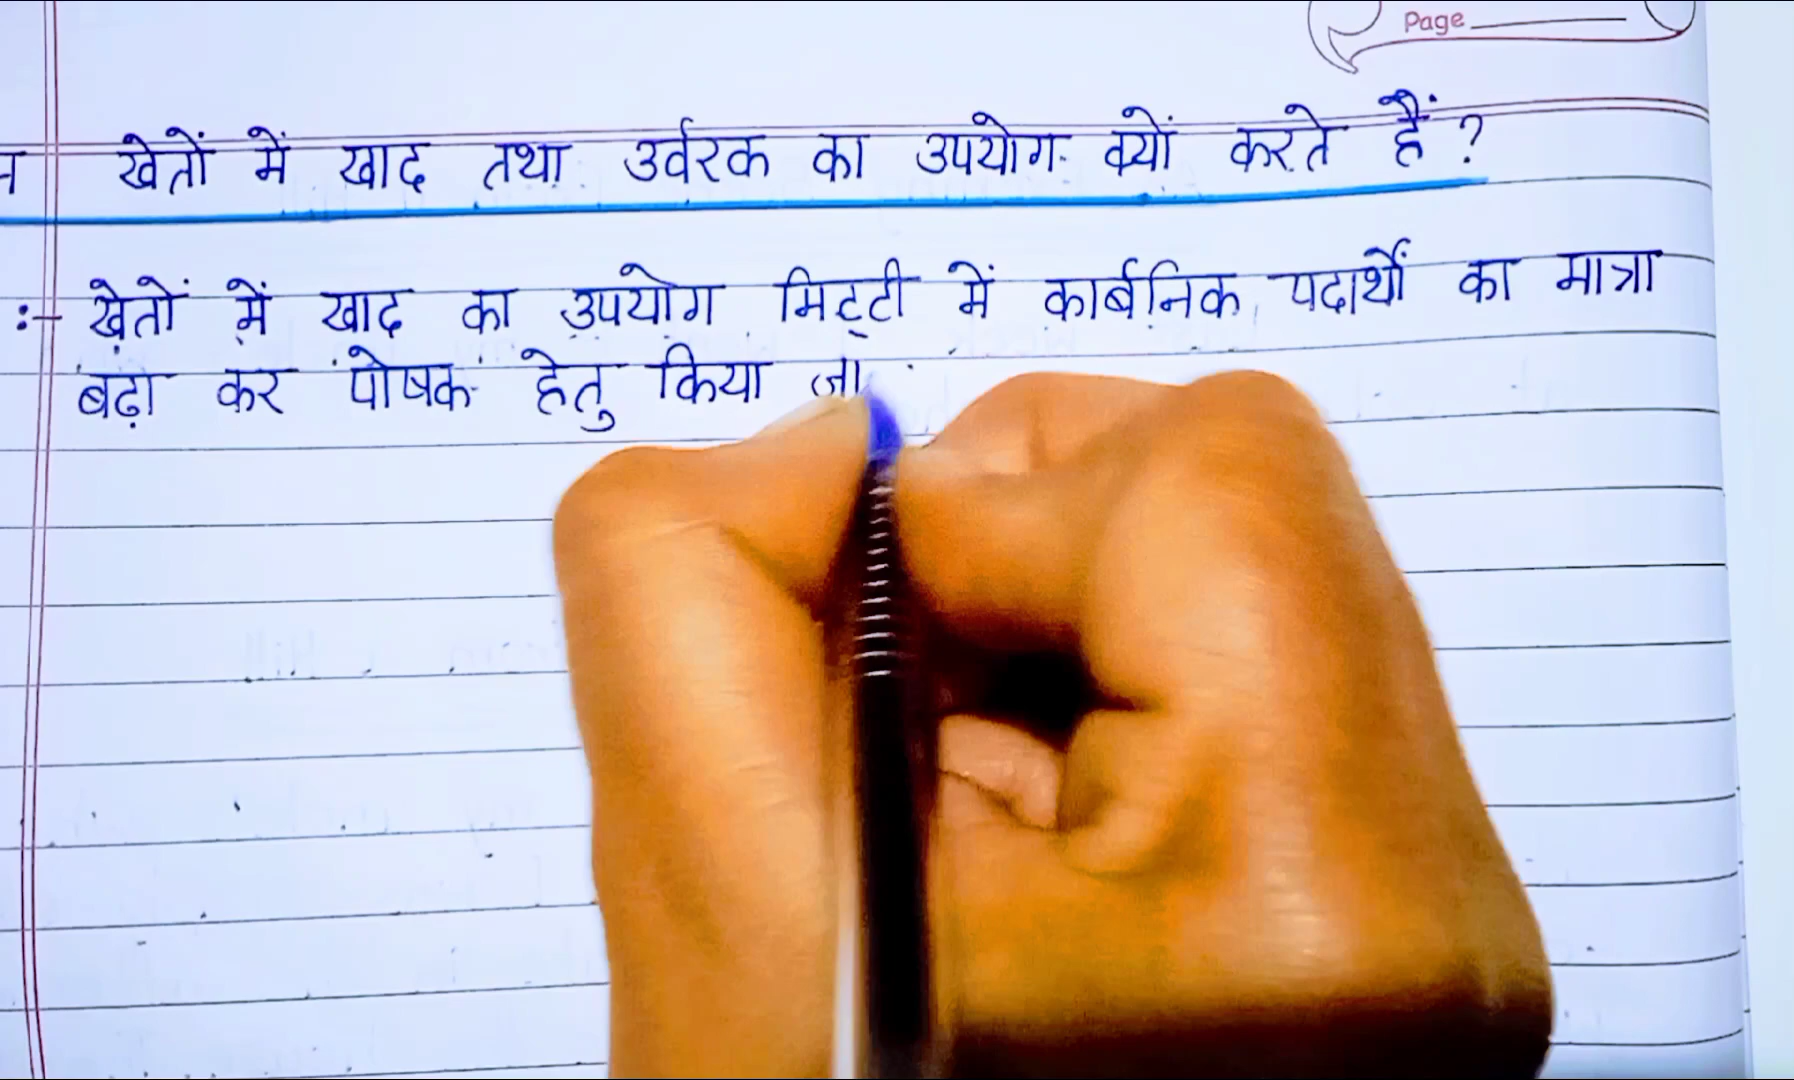 Page
न खेतों में खाद तथा उर्वरक का उपयोग क्यों करते हैं ?
:- खेतों में खाद का उपयोग मिट्टी में कार्बनिक पदार्थों का मात्रा
बढ़ा कर पोषक हेतु किया जा